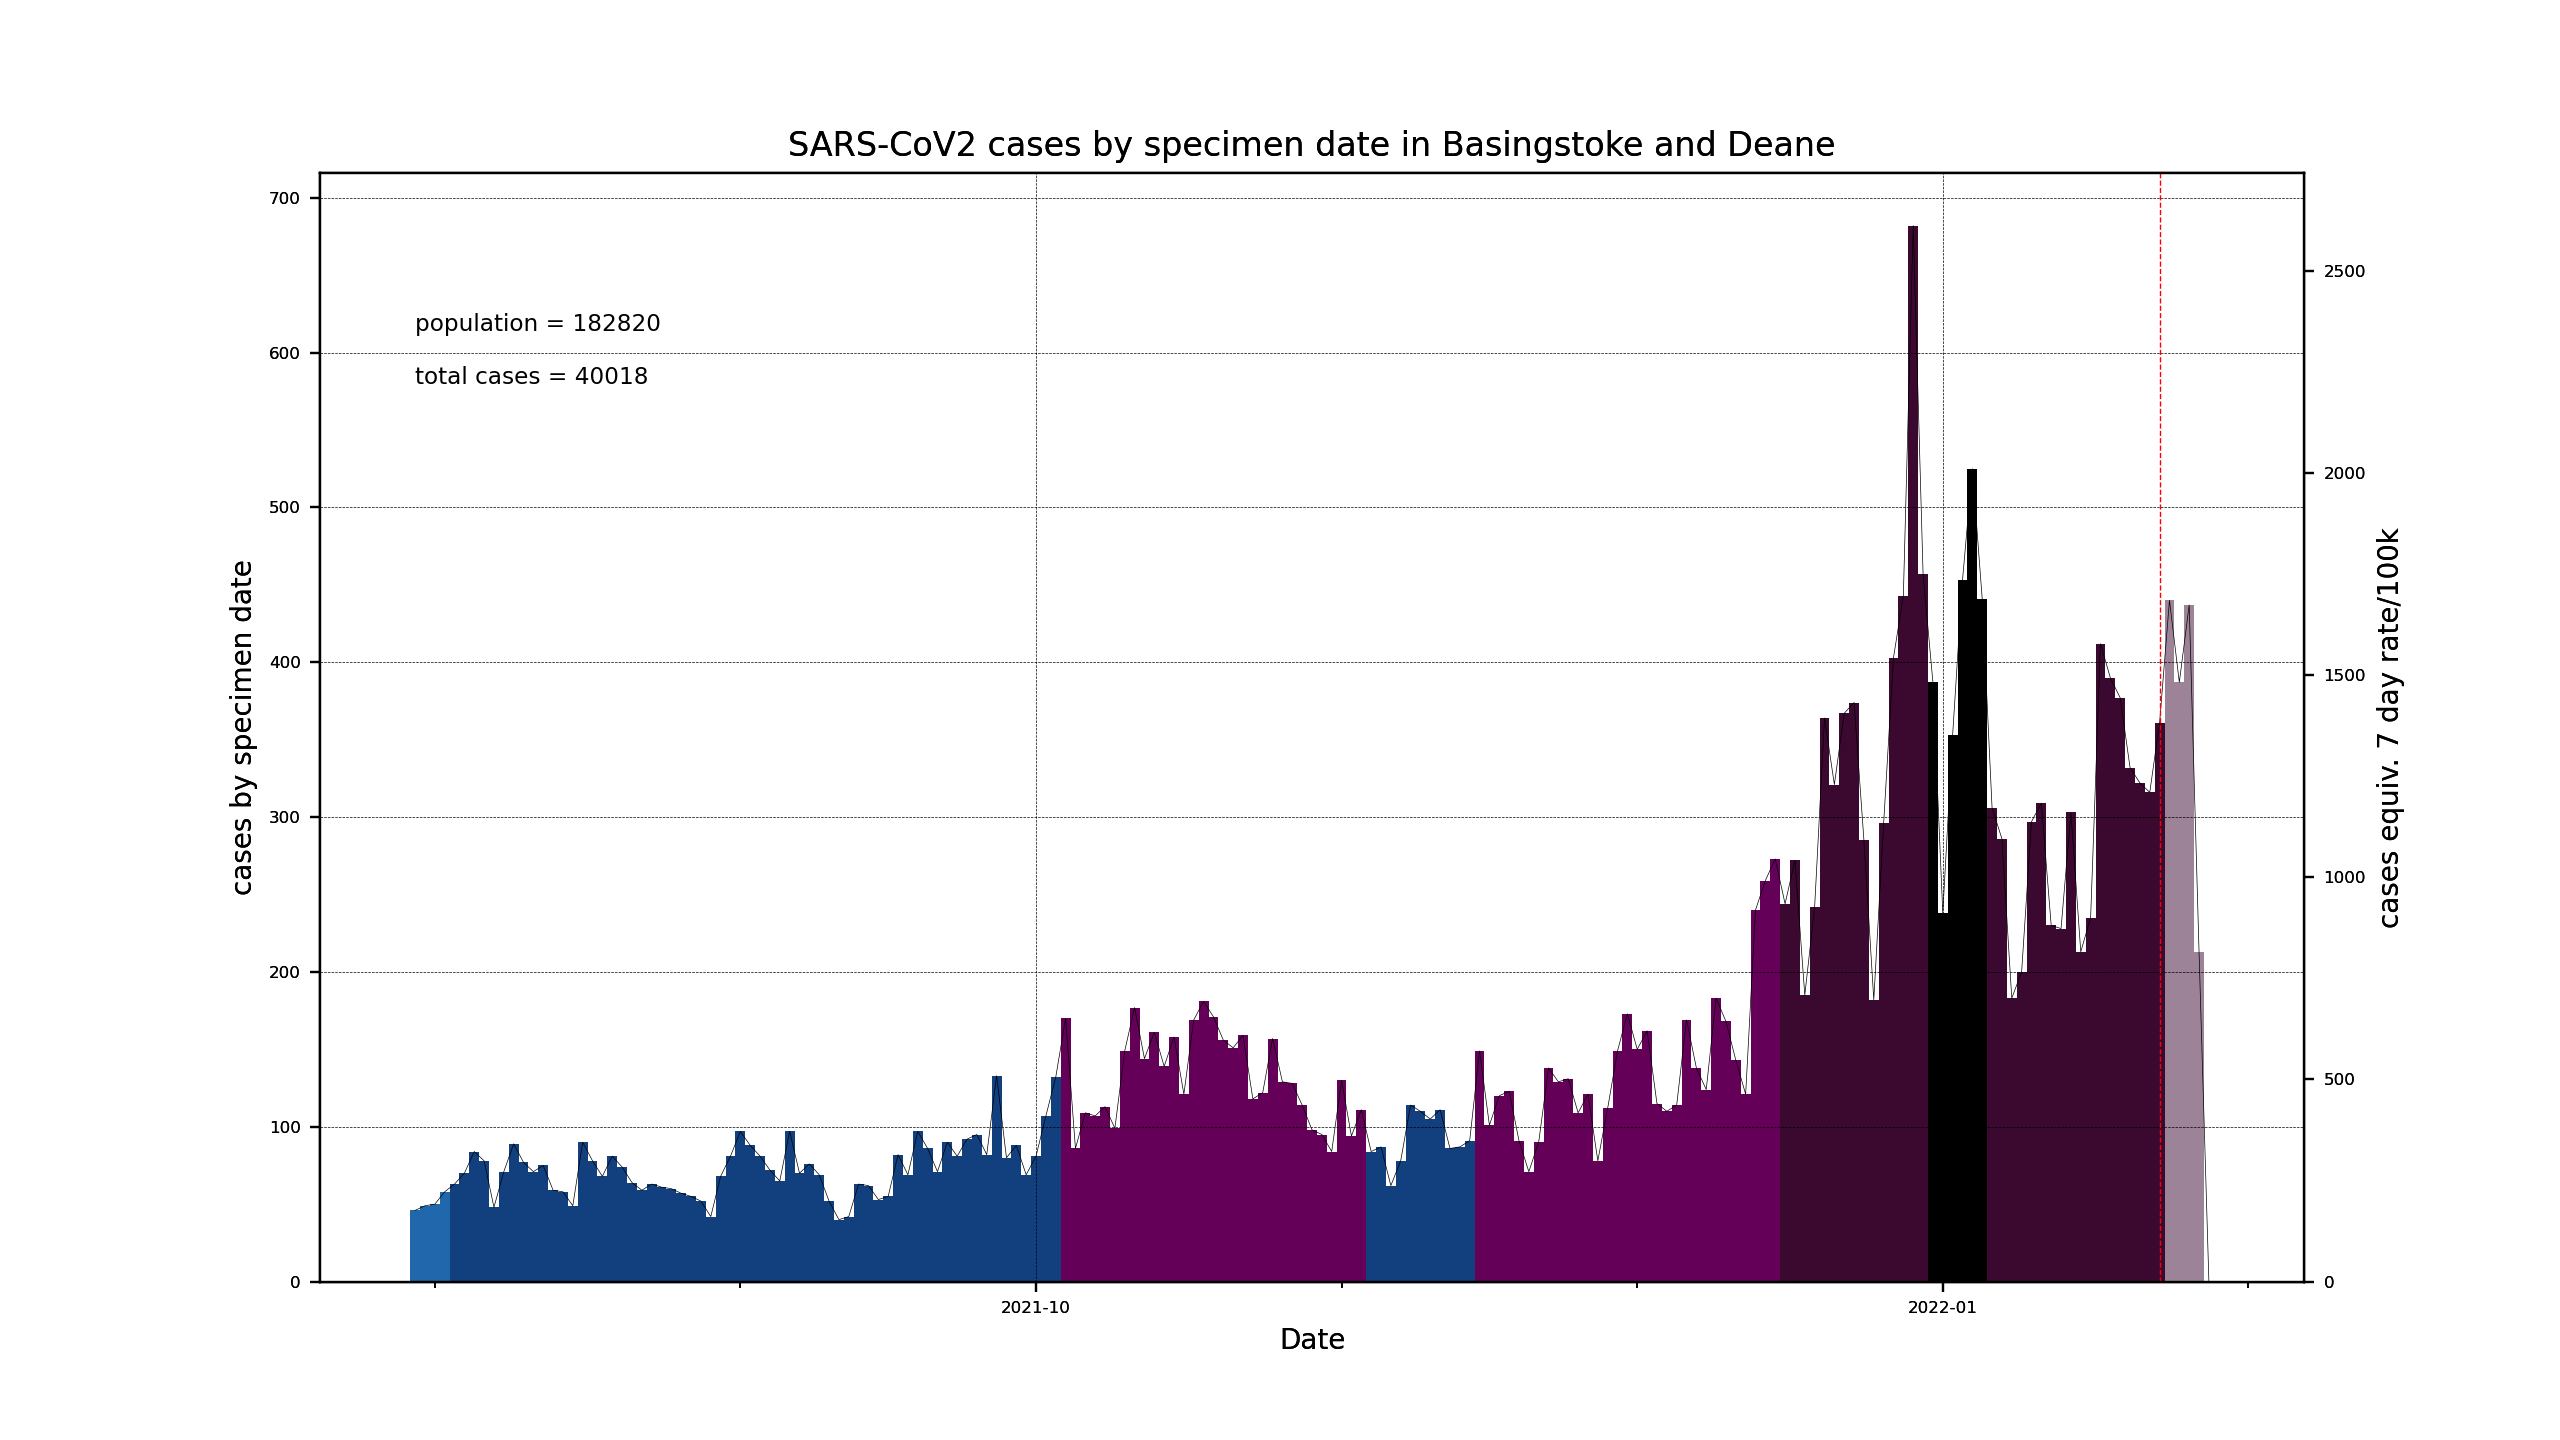 SARS-CoV2 cases by specimen date in Basingstoke and Deane
population = 182820
total cases = 40018
cases by specimen date
700
600
500
400
300
200
100
0
2500
2000
1500
1000
500
0
cases equiv. 7 day rate/100k
2021-10
2022-01
Date